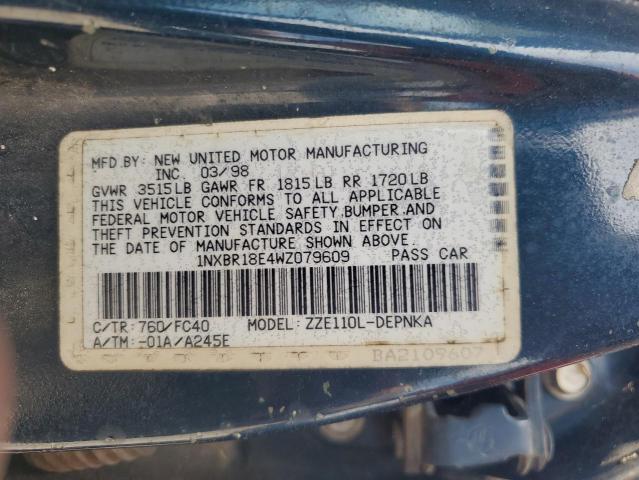 MFD.BY: NEW UNITED MOTOR MANUFACTURING
INC. 03/98
GVWR 3515LB GAWR FR 1815LB RR 1720LB
THIS VEHICLE CONFORMS TO ALL APPLICABLE
FEDERAL MOTOR VEHICLE SAFETY,BUMPER,AND
THEFT PREVENTION STANDARDS IN EFFECT ON
THE DATE OF MANUFACTURE SHOWN ABOVE.
1NXBR18E4WZ079609 PASS CAR
C/TR: 760/FC40 MODEL: ZZE110L-DEPNKA
A/TM: -01A/A245E
BA2109607